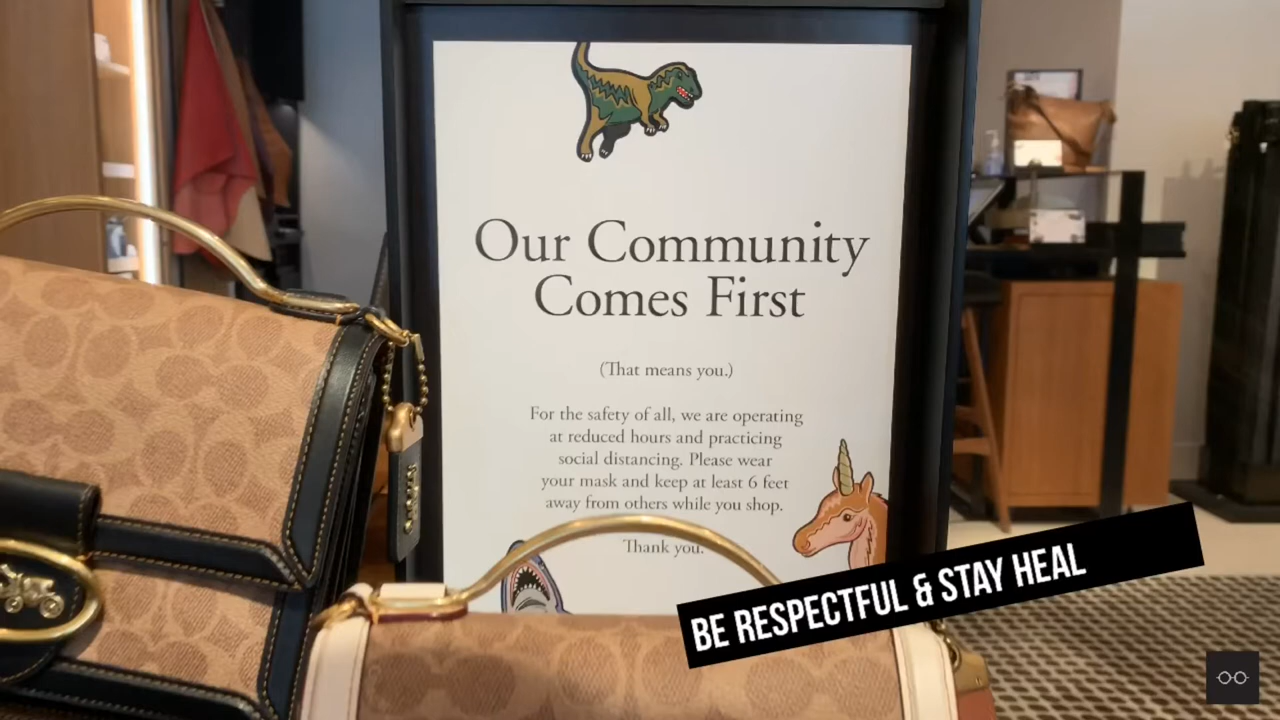 Our Community
Comes First
(That means you.)
For the safety of all, we are operating
at reduced hours and practicing
social distancing. Please wear
your mask and keep at least 6 feet
away from others while you shop.
Thank you.
BE RESPECTFUL & STAY HEAL